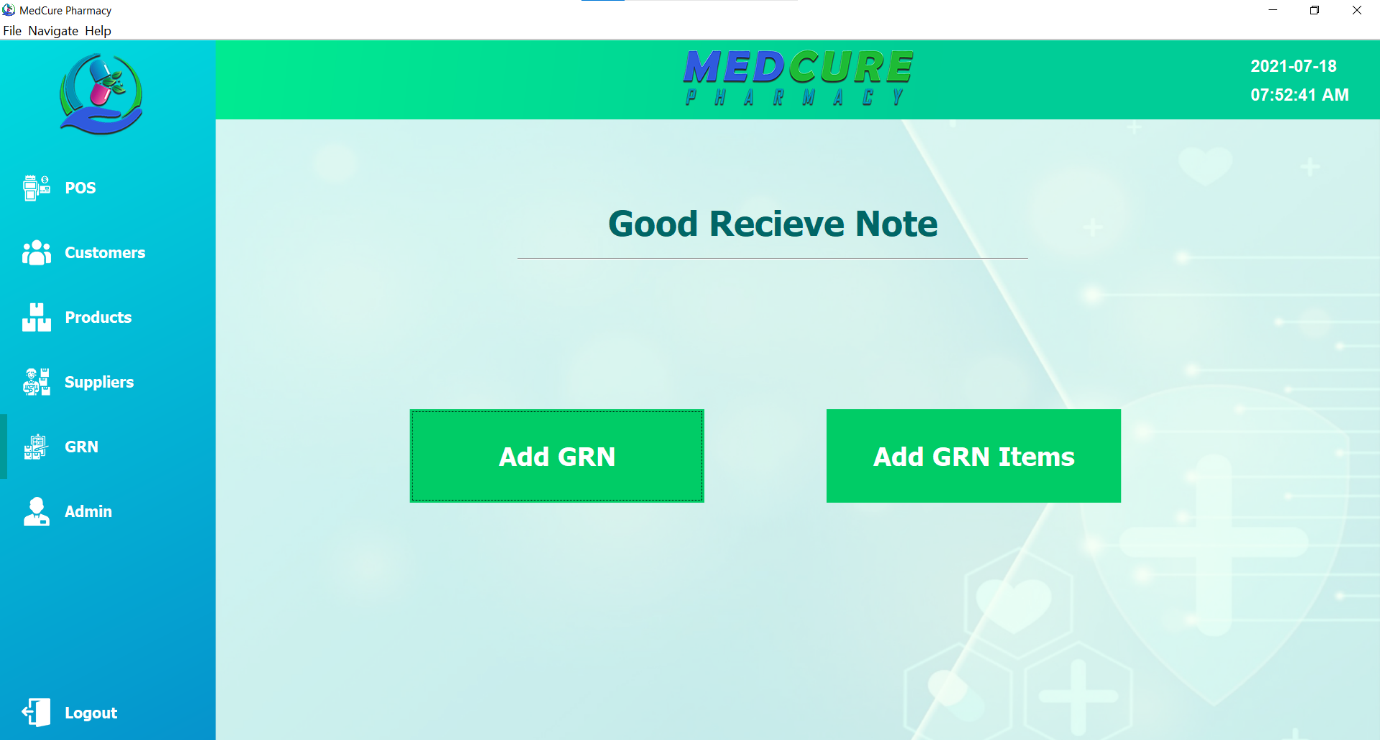 MedCure Pharmacy
File Navigate Help
MEDCURE
PHARMACY
2021-07-18
07:52:41 AM
POS
Customers
Products
Suppliers
GRN
Admin
Logout
Good Recieve Note
Add GRN
Add GRN Items